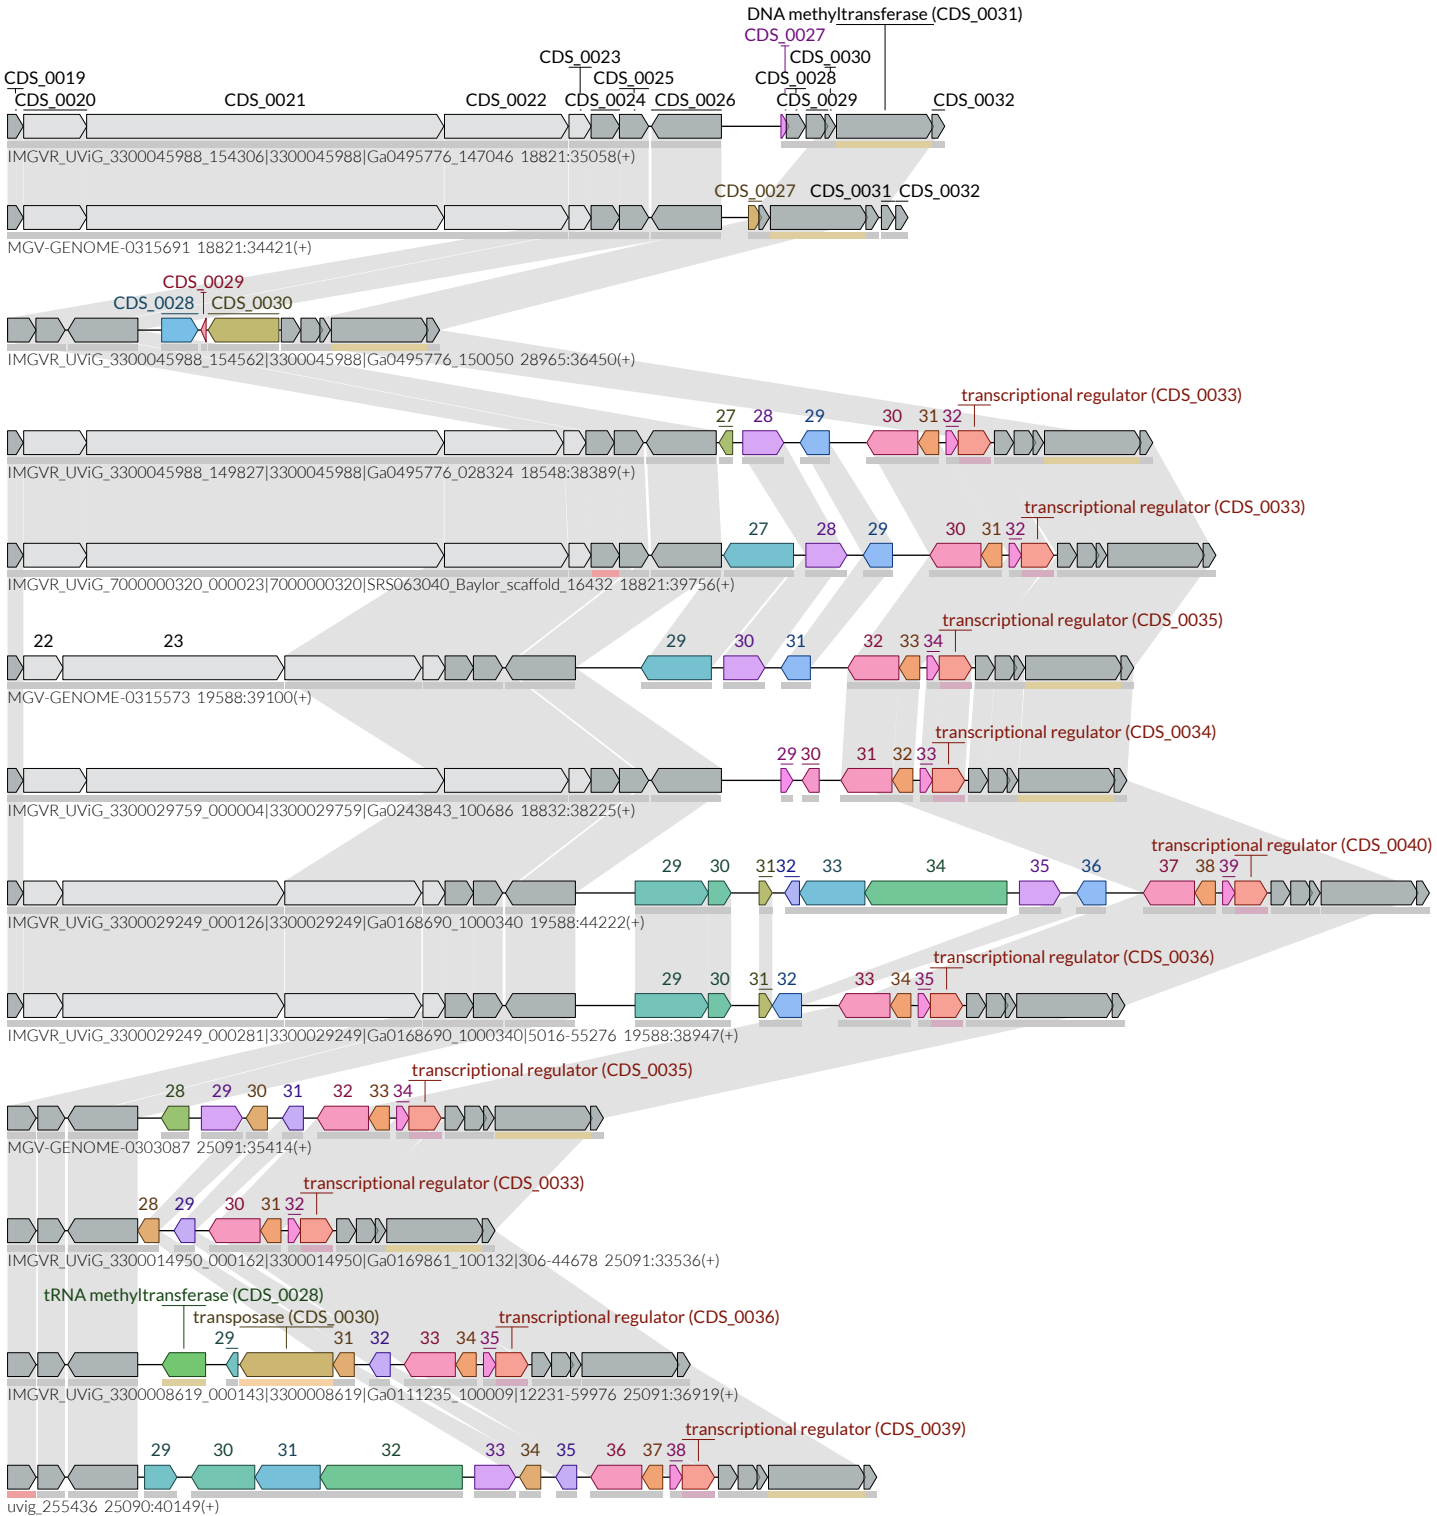 DNA methyltransferase (CDS_0031)
CDS_0027
CDS_0023 CDS_0030
CDS_0019 CDS_0025 CDS_0028
CDS_0020 CDS_0021 CDS_0022 CDS_0024 CDS_0026 CDS_0029 CDS_0032
IMGVR_UViG_3300045988_154306|3300045988|Ga0495776_147046 18821:35058(+)
CDS_0027 CDS_0031 CDS_0032
MGV-GENOME-0315691 18821:34421(+)
CDS_0029
CDS_0028 CDS_0030
IMGVR_UViG_3300045988_154562|3300045988|Ga0495776_150050 28965:36450(+)
transcriptional regulator (CDS_0033)
27 28 29 30 31 32
IMGVR_UViG_3300045988_149827|3300045988|Ga0495776_028324 18548:38389(+)
transcriptional regulator (CDS_0033)
27 28 29 30 31 32
IMGVR_UViG_7000000320_000023|7000000320|SRS063040_Baylor_scaffold_16432 18821:39756(+)
transcriptional regulator (CDS_0035)
22 23 29 30 31 32 33 34
MGV-GENOME-0315573 19588:39100(+)
transcriptional regulator (CDS_0034)
29 30 31 32 33
IMGVR_UViG_3300029759_000004|3300029759|Ga0243843_100686 18832:38225(+)
transcriptional regulator (CDS_0040)
29 30 31 32 33 34 35 36 37 38 39
IMGVR_UViG_3300029249_000126|3300029249|Ga0168690_1000340 19588:44222(+)
transcriptional regulator (CDS_0036)
29 30 31 32 33 34 35
IMGVR_UViG_3300029249_000281|3300029249|Ga0168690_1000340|5016-55276 19588:38947(+)
transcriptional regulator (CDS_0035)
28 29 30 31 32 33 34
MGV-GENOME-0303087 25091:35414(+)
transcriptional regulator (CDS_0033)
28 29 30 31 32
IMGVR_UViG_3300014950_000162|3300014950|Ga0169861_100132|306-44678 25091:33536(+)
tRNA methyltransferase (CDS_0028)
transposase (CDS_0030) transcriptional regulator (CDS_0036)
29 31 32 33 34 35
IMGVR_UViG_3300008619_000143|3300008619|Ga0111235_100009|12231-59976 25091:36919(+)
transcriptional regulator (CDS_0039)
29 30 31 32 33 34 35 36 37 38
uvig_255436 25090:40149(+)